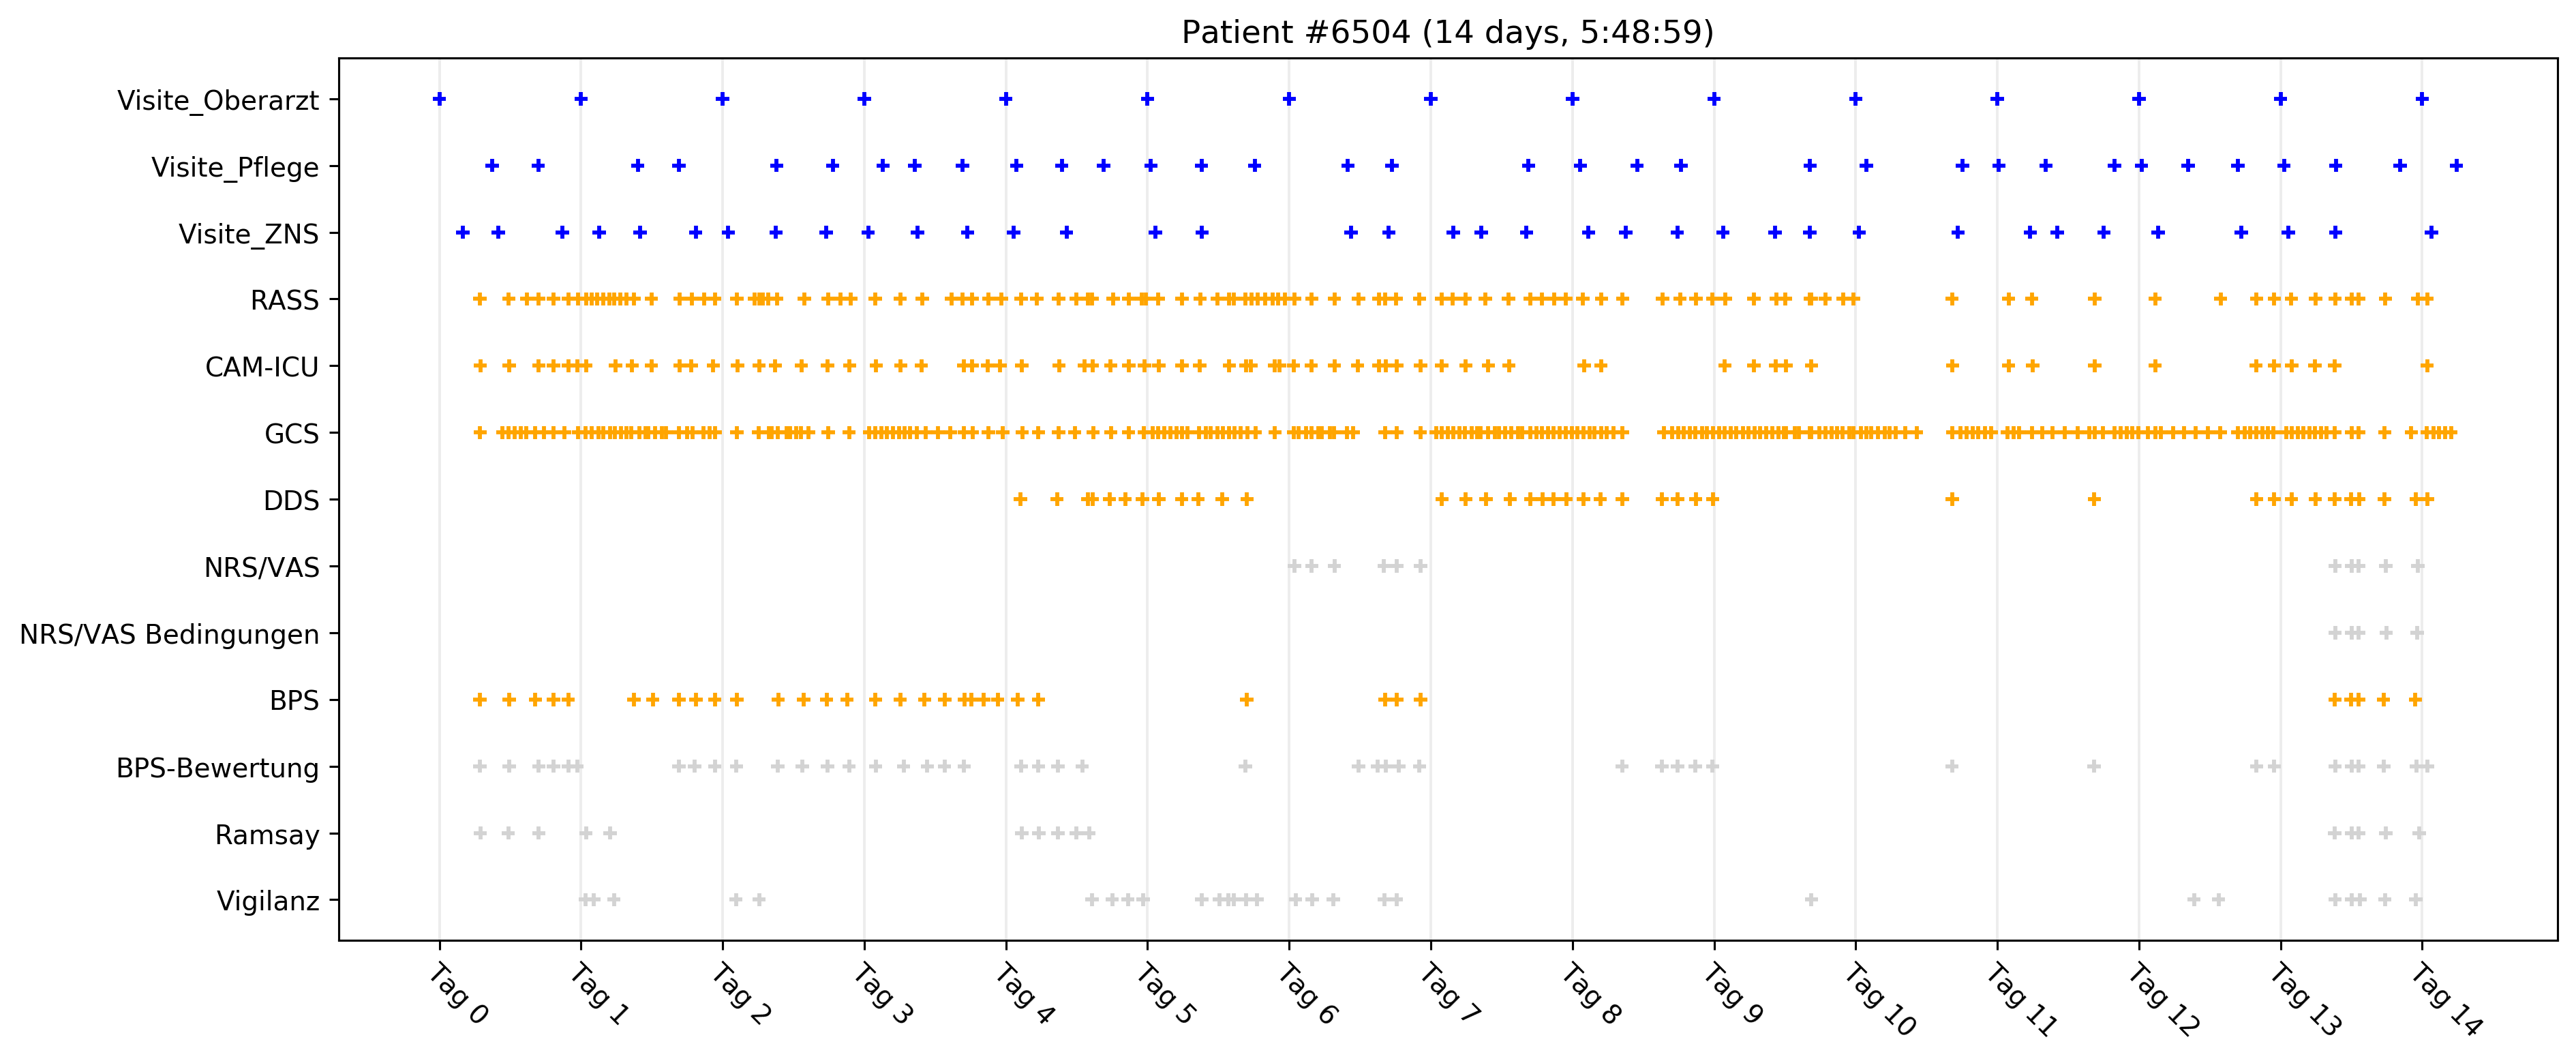 Patient #6504 (14 days, 5:48:59)
Visite_Oberarzt
Visite_Pflege
Visite_ZNS
RASS
CAM-ICU
GCS
DDS
NRS/VAS
NRS/VAS Bedingungen
BPS
BPS-Bewertung
Ramsay
Vigilanz
Tag 0
Tag 1
Tag 2
Tag 3
Tag 4
Tag 5
Tag 6
Tag 7
Tag 8
Tag 9
Tag 10
Tag 11
Tag 12
Tag 13
Tag 14